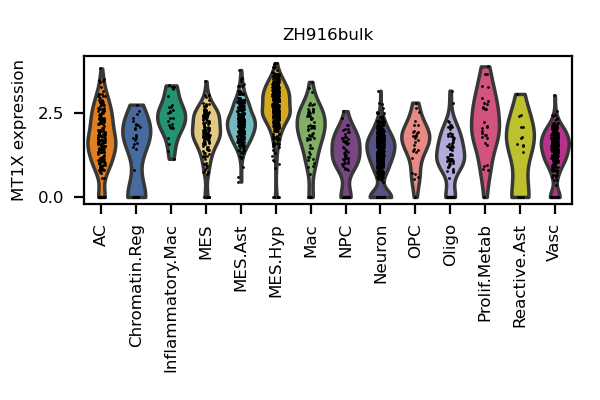 ZH916bulk
MT1X expression
2.5
0.0
AC
Chromatin.Reg
Inflammatory.Mac
MES
MES.Ast
MES.Hyp
Mac
NPC
Neuron
OPC
Oligo
Prolif.Metab
Reactive.Ast
Vasc